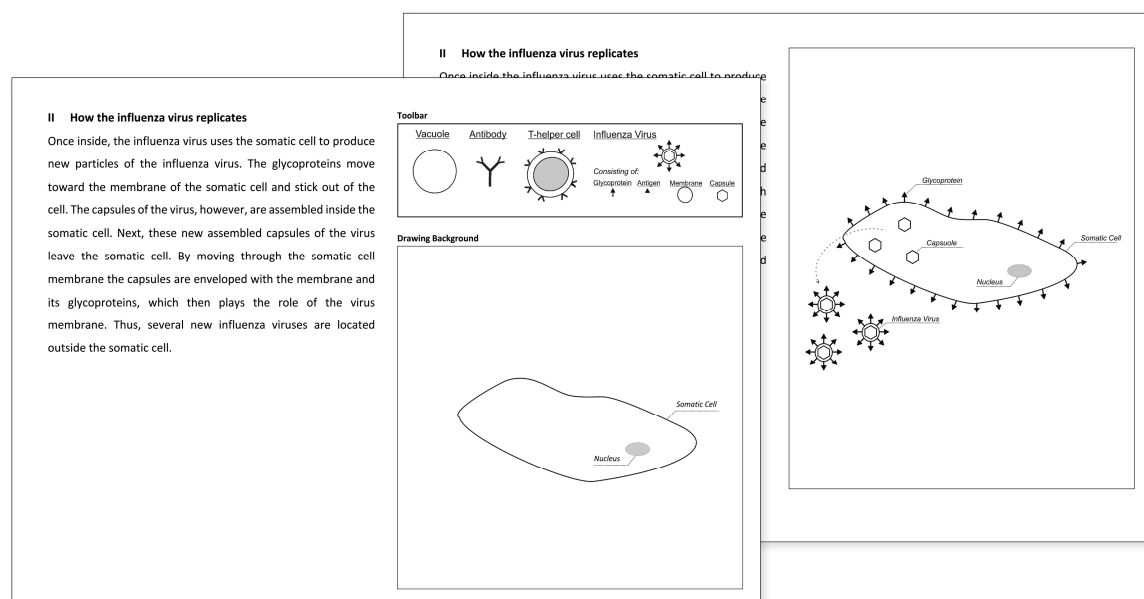 II How the influenza virus replicates
Once inside the influenza virus uses the somatic cell to produce
e
e
e
d
h
e
e
d
Glycoprotein
Somatic Cell
Capsuole
Nucleus
Influenza Virus
II How the influenza virus replicates
Once inside, the influenza virus uses the somatic cell to produce
new particles of the influenza virus. The glycoproteins move
toward the membrane of the somatic cell and stick out of the
cell. The capsules of the virus, however, are assembled inside the
somatic cell. Next, these new assembled capsules of the virus
leave the somatic cell. By moving through the somatic cell
membrane the capsules are enveloped with the membrane and
its glycoproteins, which then plays the role of the virus
membrane. Thus, several new influenza viruses are located
outside the somatic cell.
Toolbar
Vacuole Antibody T-helper cell Influenza Virus
Consisting of:
Glycoprotein Antigen Membrane Capsule
Drawing Background
Somatic Cell
Nucleus